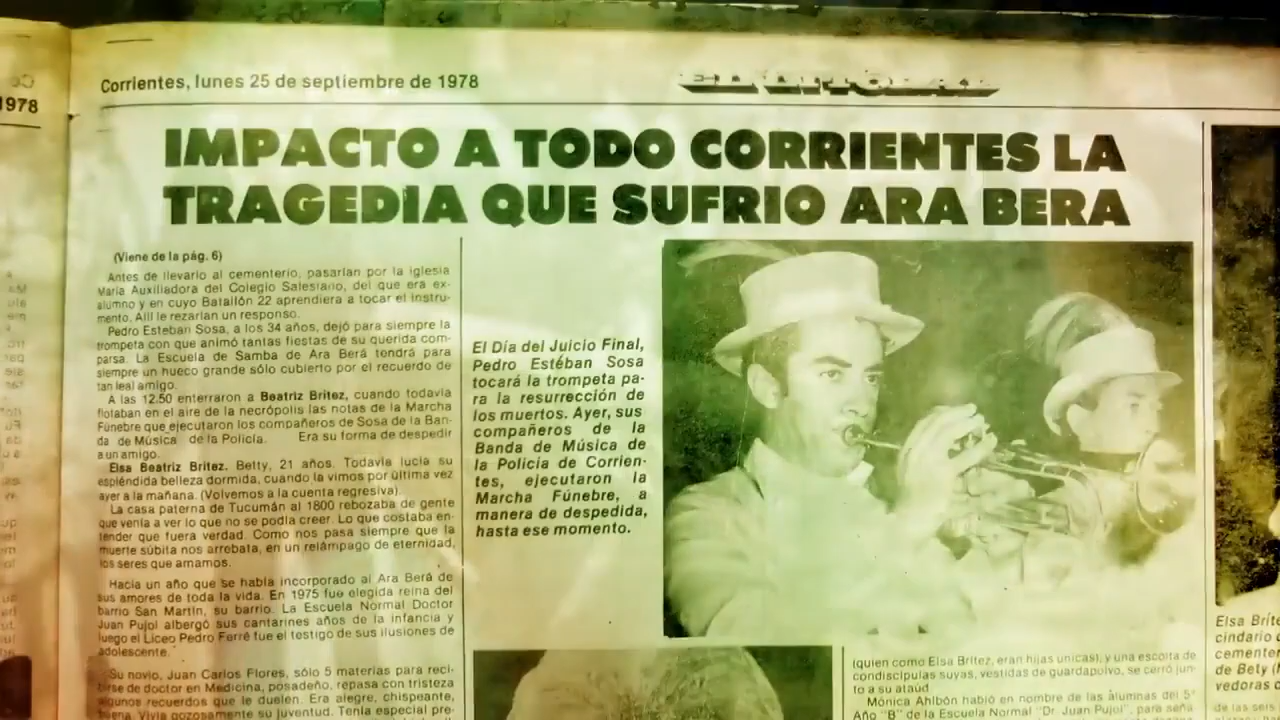 1978
Corrientes, lunes 25 de septiembre de 1978
EL LITORAL
IMPACTO A TODO CORRIENTES LA
TRAGEDIA QUE SUFRIO ARA BERA
(Viene de la pág. 6)
Antes de llevarlo al cementerio, pasarían por la iglesia
María Auxiliadora del Colegio Salesiano, del que era ex-
alumno y en cuyo Batallón 22 aprendiera a tocar el instru-
mento. Allí le rezarían un responso.
Pedro Esteban Sosa, a los 34 años, dejó para siempre la
trompeta con que animó tantas fiestas de su querida com-
parsa. La Escuela de Samba de Ara Berá tendrá para
siempre un hueco grande sólo cubierto por el recuerdo de
tan leal amigo.
A las 12.50 enterraron a Beatriz Britez, cuando todavía
flotaban en el aire de la necrópolis las notas de la Marcha
Fúnebre que ejecutaron los compañeros de Sosa de la Ban-
da de Música de la Policía. Era su forma de despedir
a un amigo.
Elsa Beatriz Britez. Betty, 21 años. Todavía lucía su
espléndida belleza dormida, cuando la vimos por última vez
ayer a la mañana. (Volvemos a la cuenta regresiva).
La casa paterna de Tucumán al 1800 rebozaba de gente
que venía a ver lo que no se podía creer. Lo que costaba en-
tender que fuera verdad. Como nos pasa siempre que la
muerte súbita nos arrebata, en un relámpago de eternidad,
los seres que amamos.
Hacía un año que se había incorporado al Ara Berá de
sus amores de toda la vida. En 1975 fue elegida reina del
barrio San Martín, su barrio. La Escuela Normal Doctor
Juan Pujol albergó sus cantarines años de la infancia y
luego el Liceo Pedro Ferré fue el testigo de sus ilusiones de
adolescente.
Su novio, Juan Carlos Flores, sólo 5 materias para reci-
birse de doctor en Medicina, posadeño, repasa con tristeza
algunos recuerdos que le duelen. Era alegre, chispeante,
buena. Vivía gozosamente su juventud. Tenía especial pre-
El Día del Juicio Final,
Pedro Estéban Sosa
tocará la trompeta pa-
ra la resurrección de
los muertos. Ayer, sus
compañeros de la
Banda de Música de
la Policía de Corrien-
tes, ejecutaron la
Marcha Fúnebre, a
manera de despedida,
hasta ese momento.
(quien como Elsa Britez, eran hijas unicas), y una escolta de
condiscípulas suyas, vestidas de guardapolvo, se cerró jun-
to a su ataúd.
Mónica Ahlbón habló en nombre de las alumnas del 5°
Año "B" de la Escuela Normal "Dr. Juan Pujol", para seña
Elsa Brite
cindario
cementer
de Bety (
vedoras
de las seis